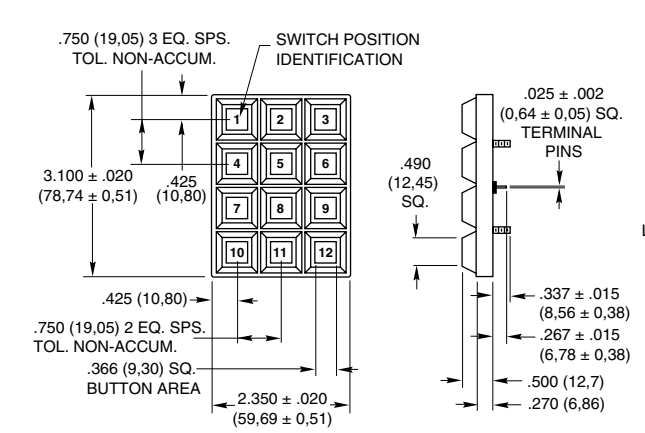 .750 (19,05) 3 EQ. SPS.
TOL. NON-ACCUM.
SWITCH POSITION
IDENTIFICATION
1 2 3
4 5 6
7 8 9
10 11 12
3.100 ± .020
(78,74 ± 0,51)
.425
(10,80)
.425 (10,80)
.750 (19,05) 2 EQ. SPS.
TOL. NON-ACCUM.
.366 (9,30) SQ.
BUTTON AREA
2.350 ± .020
(59,69 ± 0,51)
.025 ± .002
(0,64 ± 0,05) SQ.
TERMINAL
PINS
.490
(12,45)
SQ.
L
.337 ± .015
(8,56 ± 0,38)
.267 ± .015
(6,78 ± 0,38)
.500 (12,7)
.270 (6,86)